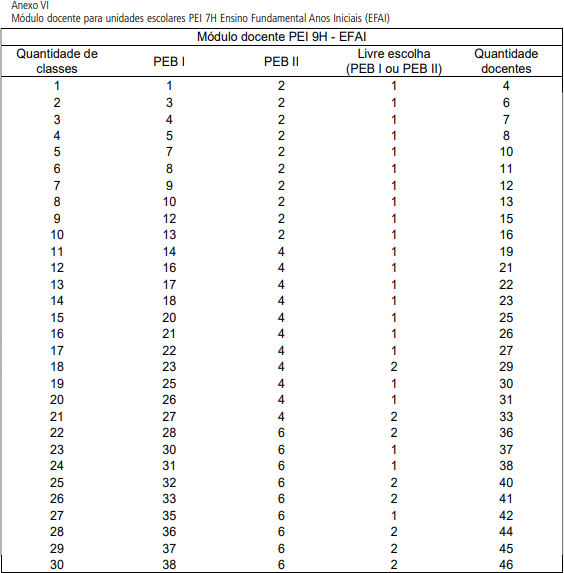 Anexo VI
Módulo docente para unidades escolares PEI 7H Ensino Fundamental Anos Iniciais (EFAI)
Módulo docente PEI 9H - EFAI
Quantidade de classes PEB I PEB II Livre escolha (PEB I ou PEB II) Quantidade docentes
1 1 2 1 4
2 3 2 1 6
3 4 2 1 7
4 5 2 1 8
5 7 2 1 10
6 8 2 1 11
7 9 2 1 12
8 10 2 1 13
9 12 2 1 15
10 13 2 1 16
11 14 4 1 19
12 16 4 1 21
13 17 4 1 22
14 18 4 1 23
15 20 4 1 25
16 21 4 1 26
17 22 4 1 27
18 23 4 2 29
19 25 4 1 30
20 26 4 1 31
21 27 4 2 33
22 28 6 2 36
23 30 6 1 37
24 31 6 1 38
25 32 6 2 40
26 33 6 2 41
27 35 6 1 42
28 36 6 2 44
29 37 6 2 45
30 38 6 2 46